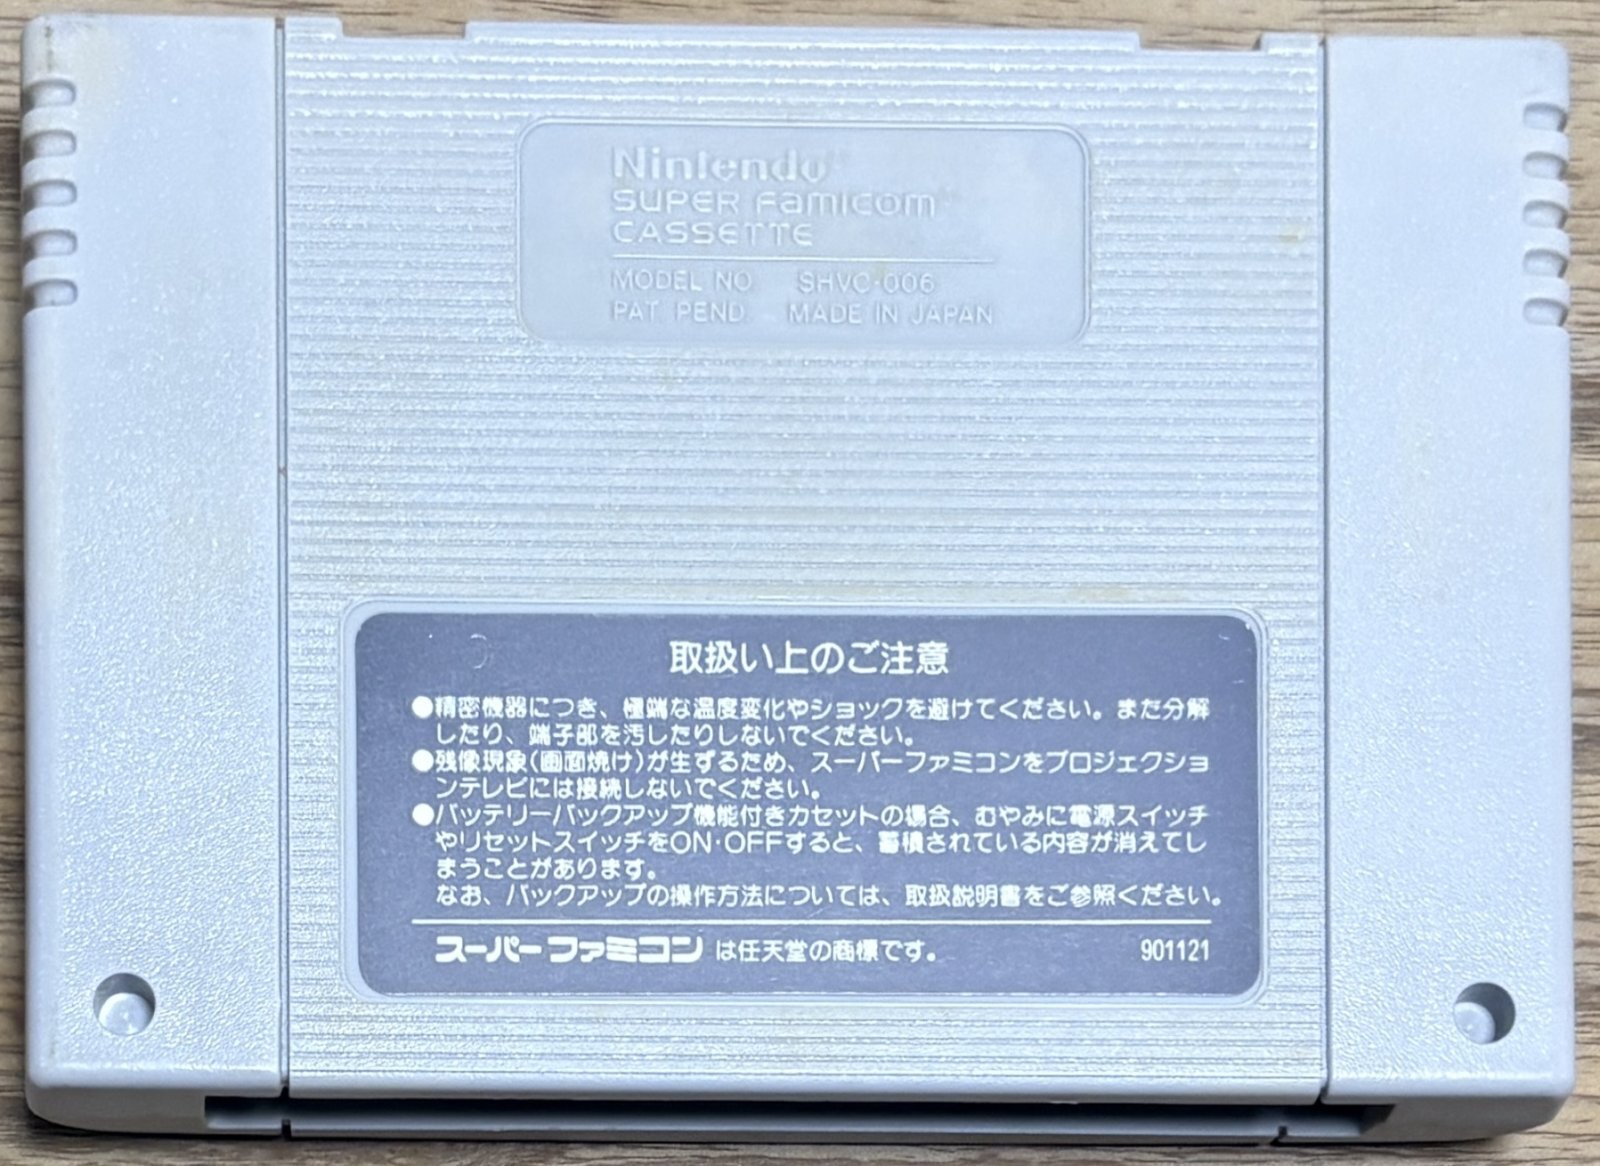 Nintendo
SUPER FAMICOM
CASSETTE
MODEL NO. SHVC-006
PAT. PEND. MADE IN JAPAN
取扱い上のご注意
●精密機器につき、極端な温度変化やショックを避けてください。また分解
したり、端子部を汚したりしないでください。
●残像現象(画面焼け)が生ずるため、スーパーファミコンをプロジェクショ
ンテレビには接続しないでください。
●バッテリーバックアップ機能付きカセットの場合、むやみに電源スイッチ
やリセットスイッチをON・OFFすると、蓄積されている内容が消えてし
まうことがあります。
なお、バックアップの操作方法については、取扱説明書をご参照ください。
スーパーファミコン は任天堂の商標です。 901121